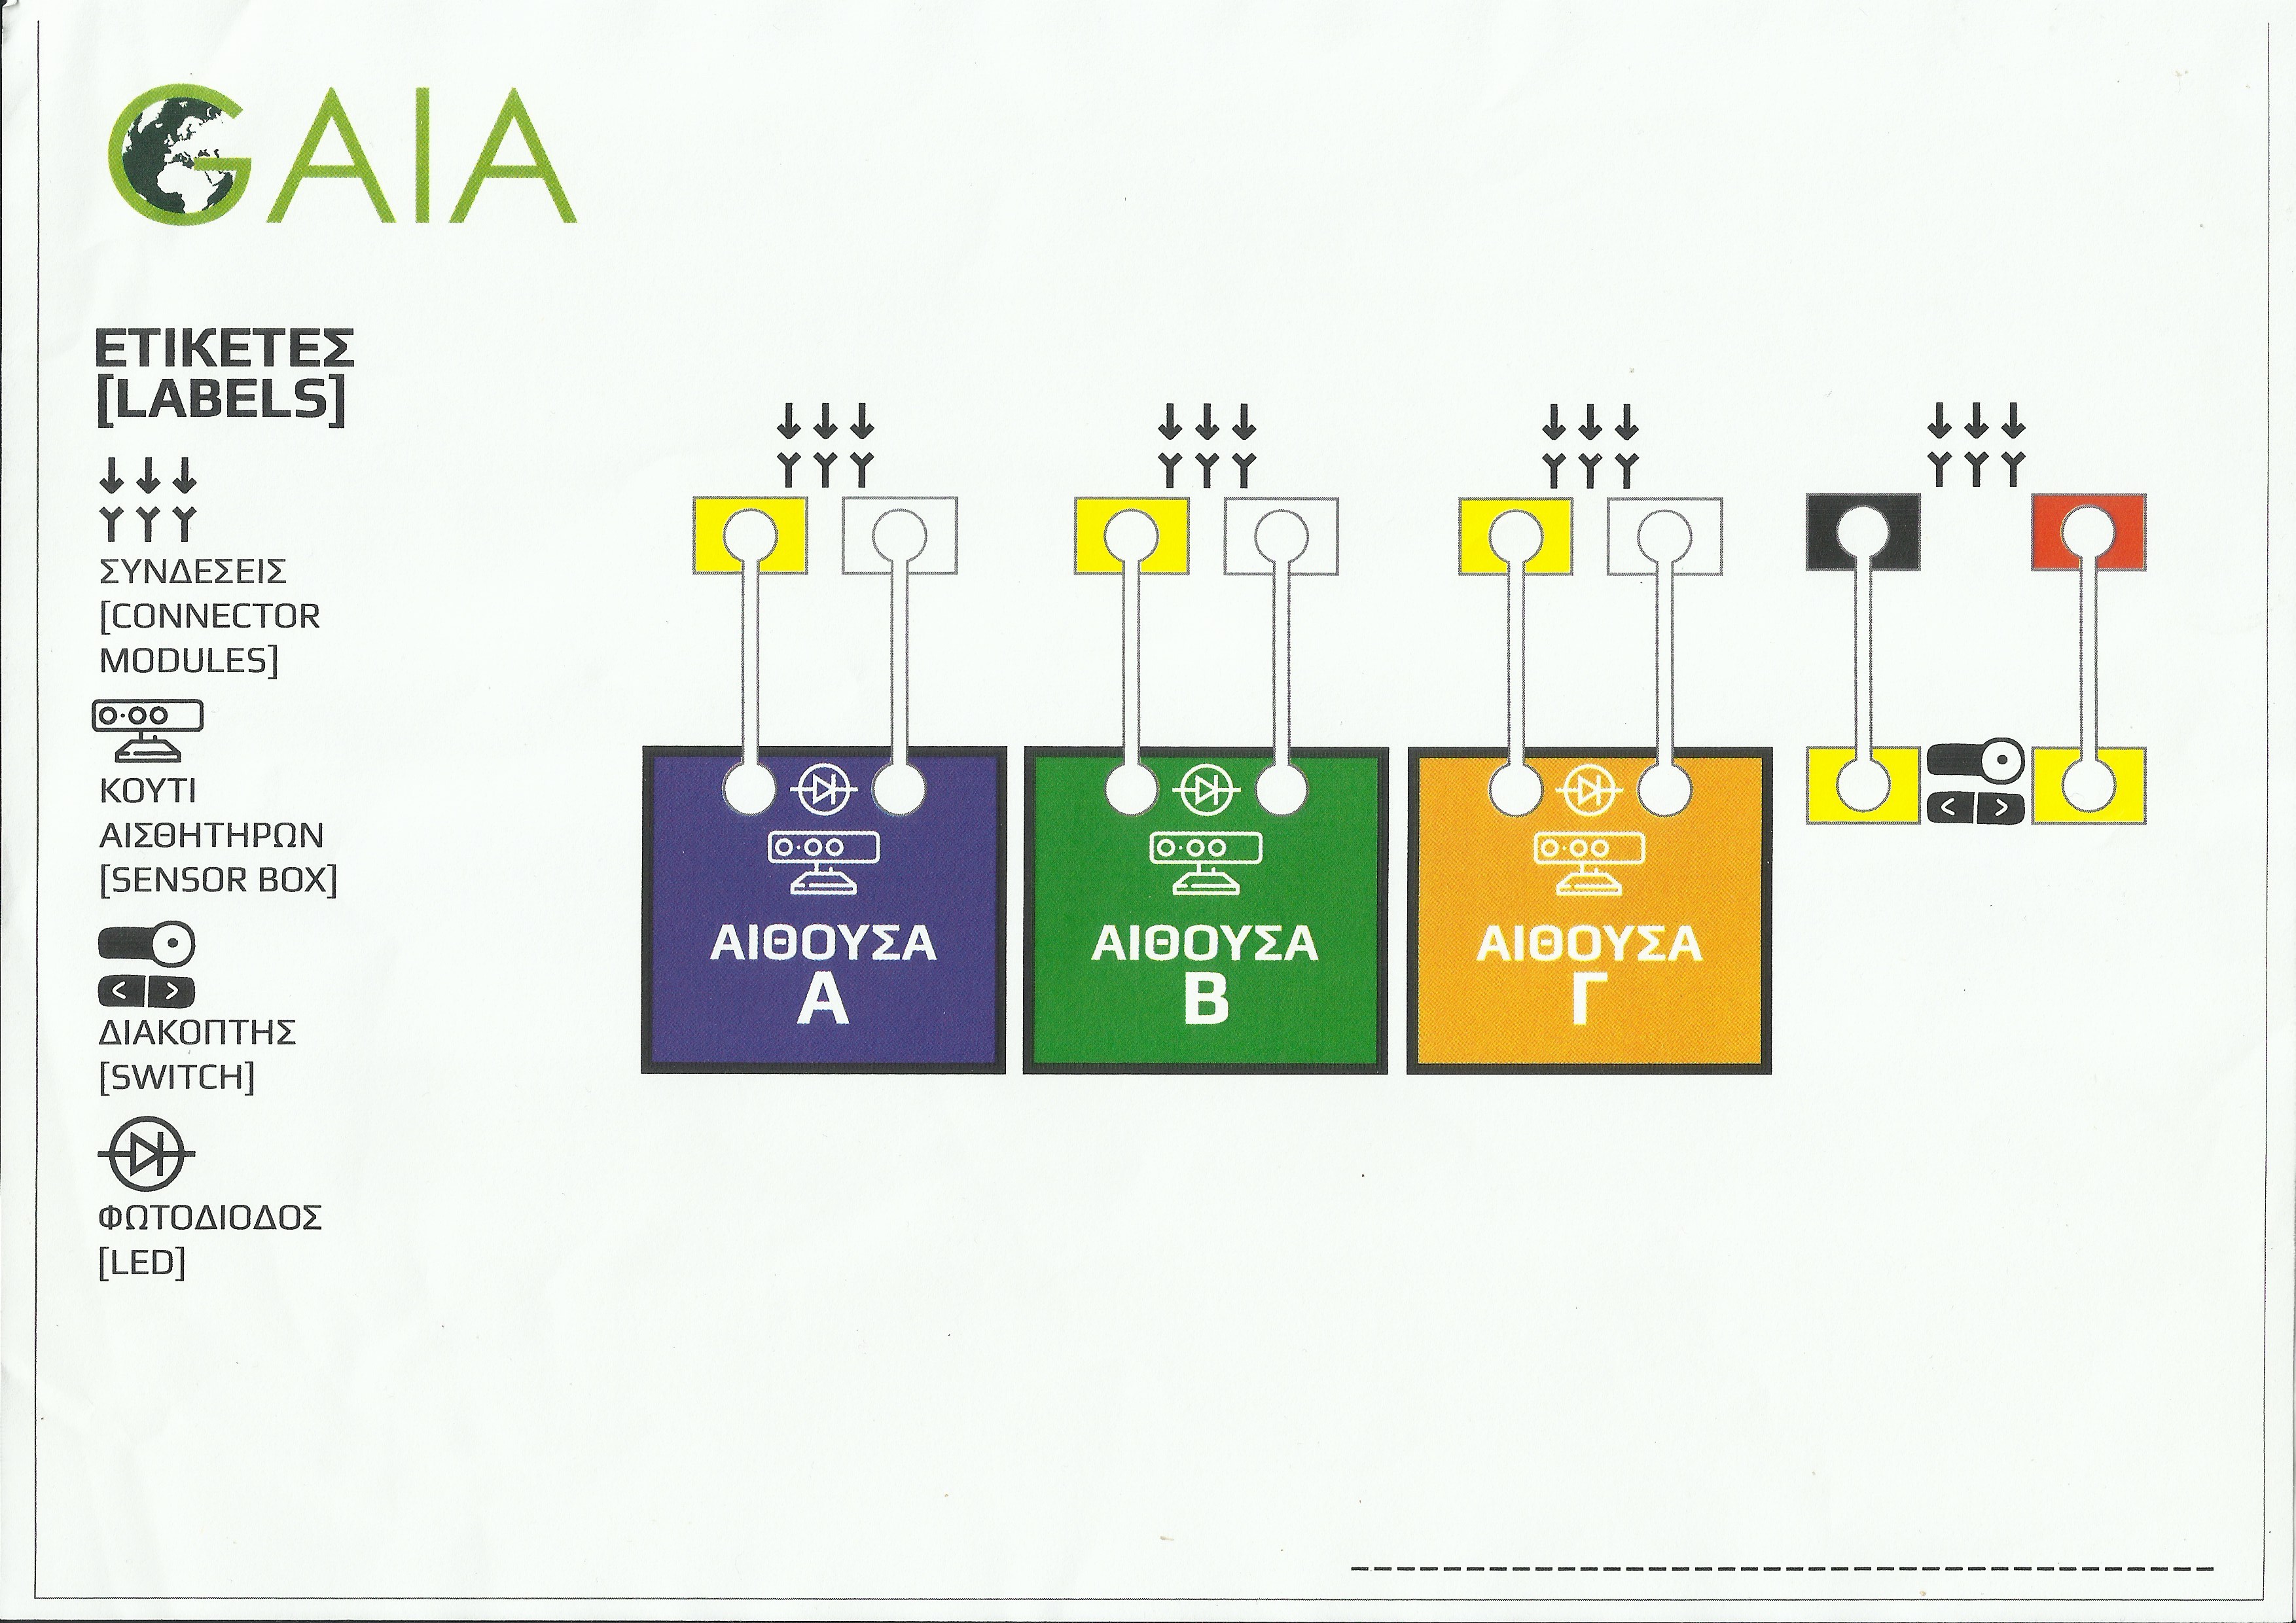 GAIA
ΕΤΙΚΕΤΕΣ
[LABELS]
ΣΥΝΔΕΣΕΙΣ
[CONNECTOR
MODULES]
ΚΟΥΤΙ
ΑΙΣΘΗΤΗΡΩΝ
[SENSOR BOX]
ΔΙΑΚΟΠΤΗΣ
[SWITCH]
ΦΩΤΟΔΙΟΔΟΣ
[LED]
ΑΙΘΟΥΣΑ
Α
ΑΙΘΟΥΣΑ
Β
ΑΙΘΟΥΣΑ
Γ